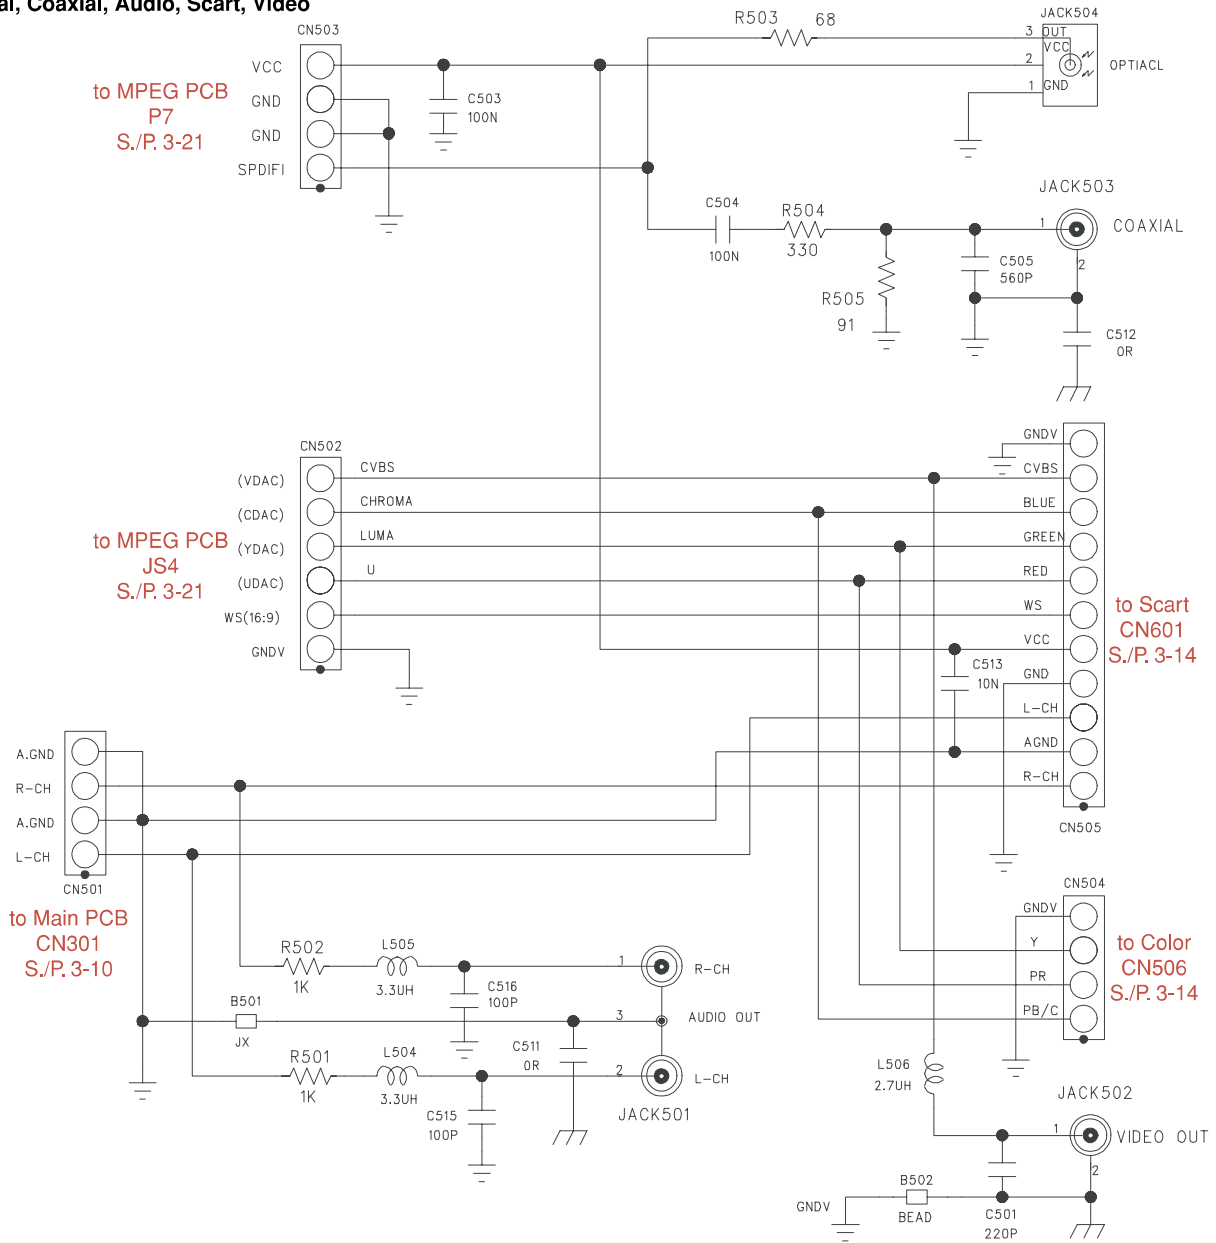 al, Coaxial, Audio, Scart, Video
CN503
VCC
GND
GND
SPDIFI
to MPEG PCB
P7
S./P. 3-21
C503
100N
R503 68
JACK504
3 OUT
VCC
2
1 GND
OPTIACL
C504
100N
R504
330
R505
91
C505
560P
JACK503
1
COAXIAL
2
C512
0R
CN502
(VDAC)
(CDAC)
(YDAC)
(UDAC)
WS(16:9)
GNDV
CVBS
CHROMA
LUMA
U
to MPEG PCB
JS4
S./P. 3-21
GNDV
CVBS
BLUE
GREEN
RED
WS
VCC
GND
L-CH
AGND
R-CH
CN505
to Scart
CN601
S./P. 3-14
C513
10N
A.GND
R-CH
A.GND
L-CH
CN501
to Main PCB
CN301
S./P. 3-10
R502
1K
L505
3.3UH
C516
100P
1
R-CH
B501
JX
3
AUDIO OUT
C511
0R
R501
1K
L504
3.3UH
C515
100P
2
L-CH
JACK501
CN504
GNDV
Y
PR
PB/C
to Color
CN506
S./P. 3-14
L506
2.7UH
JACK502
1
VIDEO OUT
2
GNDV
B502
BEAD
C501
220P